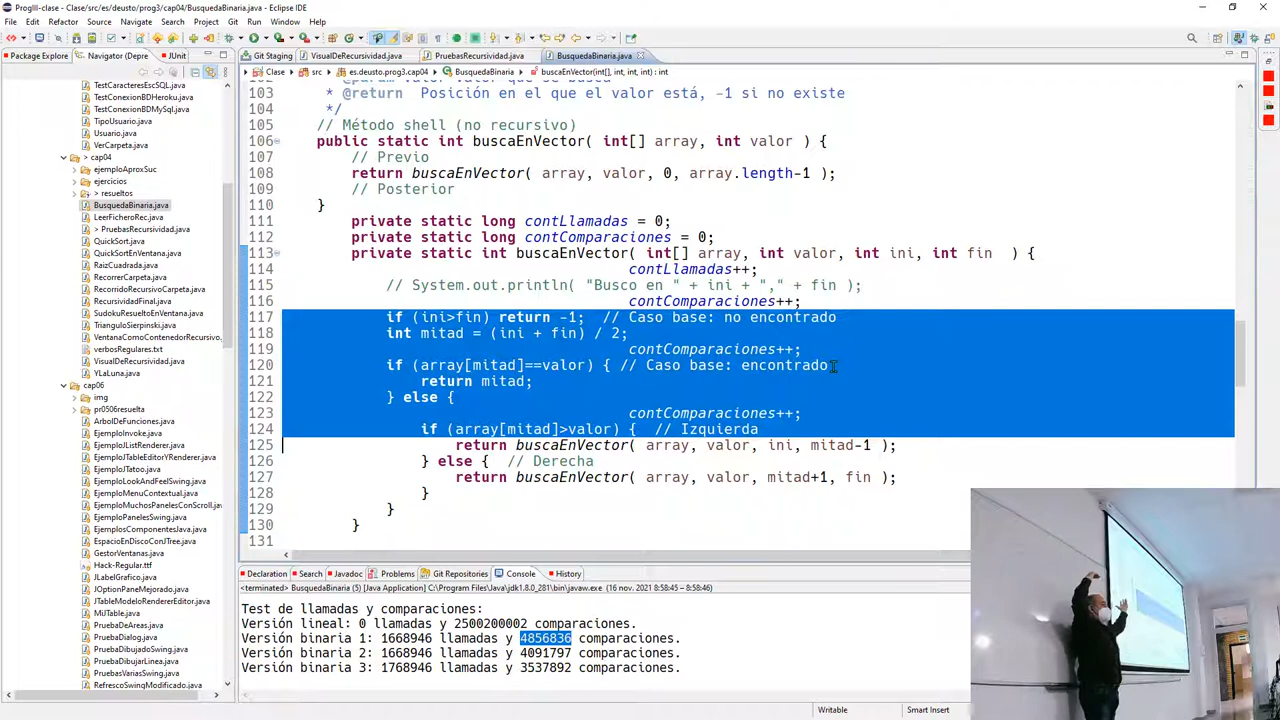 ProgIII-clase - Clase/src/es/deusto/prog3/cap04/BusquedaBinaria.java - Eclipse IDE
File Edit Source Refactor Navigate Search Project Git Run Window Help
Package Explore
Navigator (Depre
JUnit
Git Staging
VisualDeRecursividad.java
PruebasRecursividad.java
BusquedaBinaria.java
Clase
src
es.deusto.prog3.cap04
BusquedaBinaria
buscaEnVector(int[], int, int, int) : int
TestCaracteresEscSQL.java
TestConexionBDHeroku.java
TestConexionBDMySql.java
TipoUsuario.java
Usuario.java
VerCarpeta.java
> cap04
ejemploAproxSuc
ejercicios
> resueltos
BusquedaBinaria.java
LeerFicheroRec.java
> PruebasRecursividad.java
QuickSort.java
QuickSortEnVentana.java
RaizCuadrada.java
RecorrerCarpeta.java
RecorridoRecursivo.java
RecursividadFinal.java
SudokuResueltoEnVentana.java
TrianguloSierpinski.java
VentanaComoContenedorRecursivo.java
verbosRegulares.txt
VisualDeRecursividad.java
YLaLuna.java
cap06
img
pr0506resuelta
ArbolDeFunciones.java
EjemploInvoke.java
EjemploJListRenderer.java
EjemploJTableEditorYRenderer.java
EjemploJTatoo.java
EjemploLookAndFeelSwing.java
EjemploMenuContextual.java
EjemploMuchosPanelesConScroll.java
EjemploPanelesSwing.java
EjemplosComponentesJava.java
EspacioEnDiscoConJTree.java
GestorVentanas.java
Hack-Regular.ttf
JLabelGrafico.java
JOptionPaneMejorado.java
JTableModeloRendererEditor.java
MiJTable.java
PruebaDeAreas.java
PruebaDialog.java
PruebaDibujadoSwing.java
PruebaDibujarLinea.java
PruebasVariasSwing.java
RefrescoSwingModificado.java
103 * @return Posición en el que el valor está, -1 si no existe
104 */
105 // Método shell (no recursivo)
106 public static int buscaEnVector( int[] array, int valor ) {
107 // Previo
108 return buscaEnVector( array, valor, 0, array.length-1 );
109 // Posterior
110 }
111 private static long contLlamadas = 0;
112 private static long contComparaciones = 0;
113 private static int buscaEnVector( int[] array, int valor, int ini, int fin ) {
114 contLlamadas++;
115 // System.out.println( "Busco en " + ini + "," + fin );
116 contComparaciones++;
117 if (ini>fin) return -1; // Caso base: no encontrado
118 int mitad = (ini + fin) / 2;
119 contComparaciones++;
120 if (array[mitad]==valor) { // Caso base: encontrado
121 return mitad;
122 } else {
123 contComparaciones++;
124 if (array[mitad]>valor) { // Izquierda
125 return buscaEnVector( array, valor, ini, mitad-1 );
126 } else { // Derecha
127 return buscaEnVector( array, valor, mitad+1, fin );
128 }
129 }
130 }
131
Declaration
Search
Javadoc
Problems
Git Repositories
Console
History
<terminated> BusquedaBinaria (5) [Java Application] C:\Program Files\Java\jdk1.8.0_281\bin\javaw.exe (16 nov. 2021 8:58:45 – 8:58:46)
Test de llamadas y comparaciones:
Versión lineal: 0 llamadas y 2500200002 comparaciones.
Versión binaria 1: 1668946 llamadas y 4856836 comparaciones.
Versión binaria 2: 1668946 llamadas y 4091797 comparaciones.
Versión binaria 3: 1768946 llamadas y 3537892 comparaciones.
Writable
Smart Insert